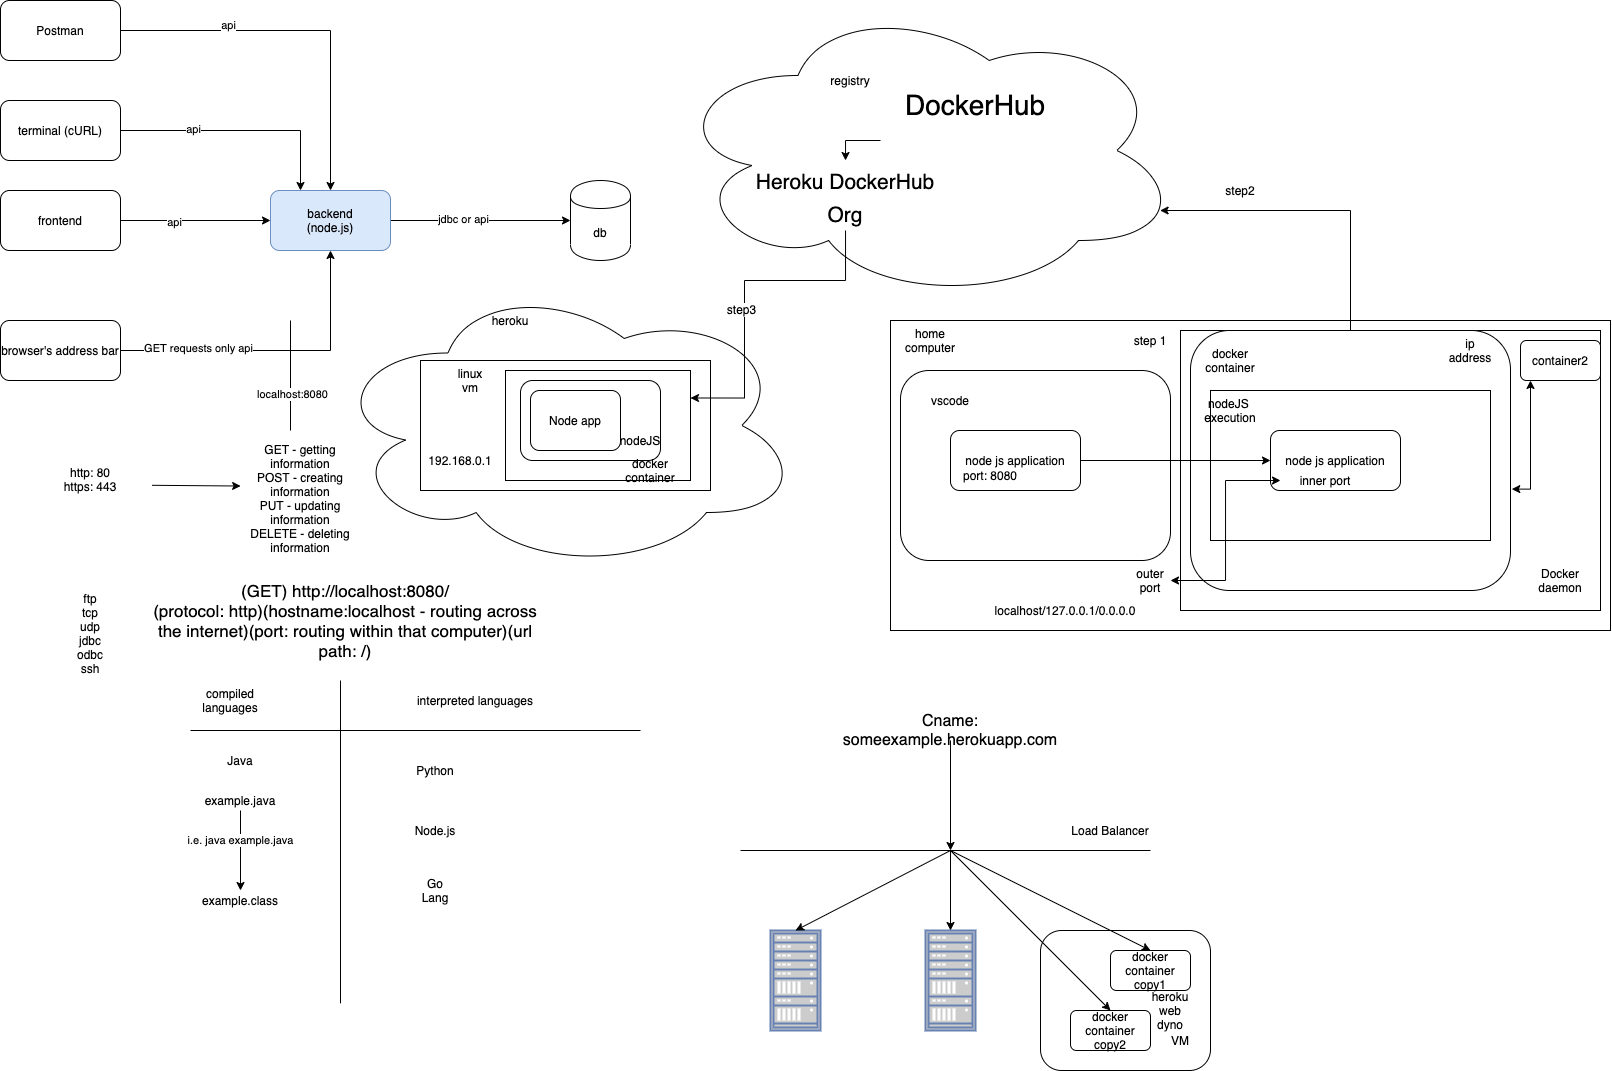 Postman
api
terminal (cURL)
api
frontend
api
backend
(node.js)
jdbc or api
db
browser's address bar
GET requests only api
localhost:8080
GET - getting
information
POST - creating
information
PUT - updating
information
DELETE - deleting
information
http: 80
https: 443
ftp
tcp
udp
jdbc
odbc
ssh
(GET) http://localhost:8080/
(protocol: http)(hostname:localhost - routing across
the internet)(port: routing within that computer)(url
path: /)
registry
DockerHub
Heroku DockerHub
Org
step2
step3
heroku
linux
vm
Node app
nodeJS
docker
container
192.168.0.1
home
computer
step 1
vscode
node js application
port: 8080
docker
container
ip
address
container2
nodeJS
execution
node js application
inner port
outer
port
Docker
daemon
localhost/127.0.0.1/0.0.0.0
compiled
languages
interpreted languages
Java
example.java
i.e. java example.java
example.class
Python
Node.js
Go
Lang
Cname:
someexample.herokuapp.com
Load Balancer
docker
container
copy1
heroku
web
dyno
VM
docker
container
copy2